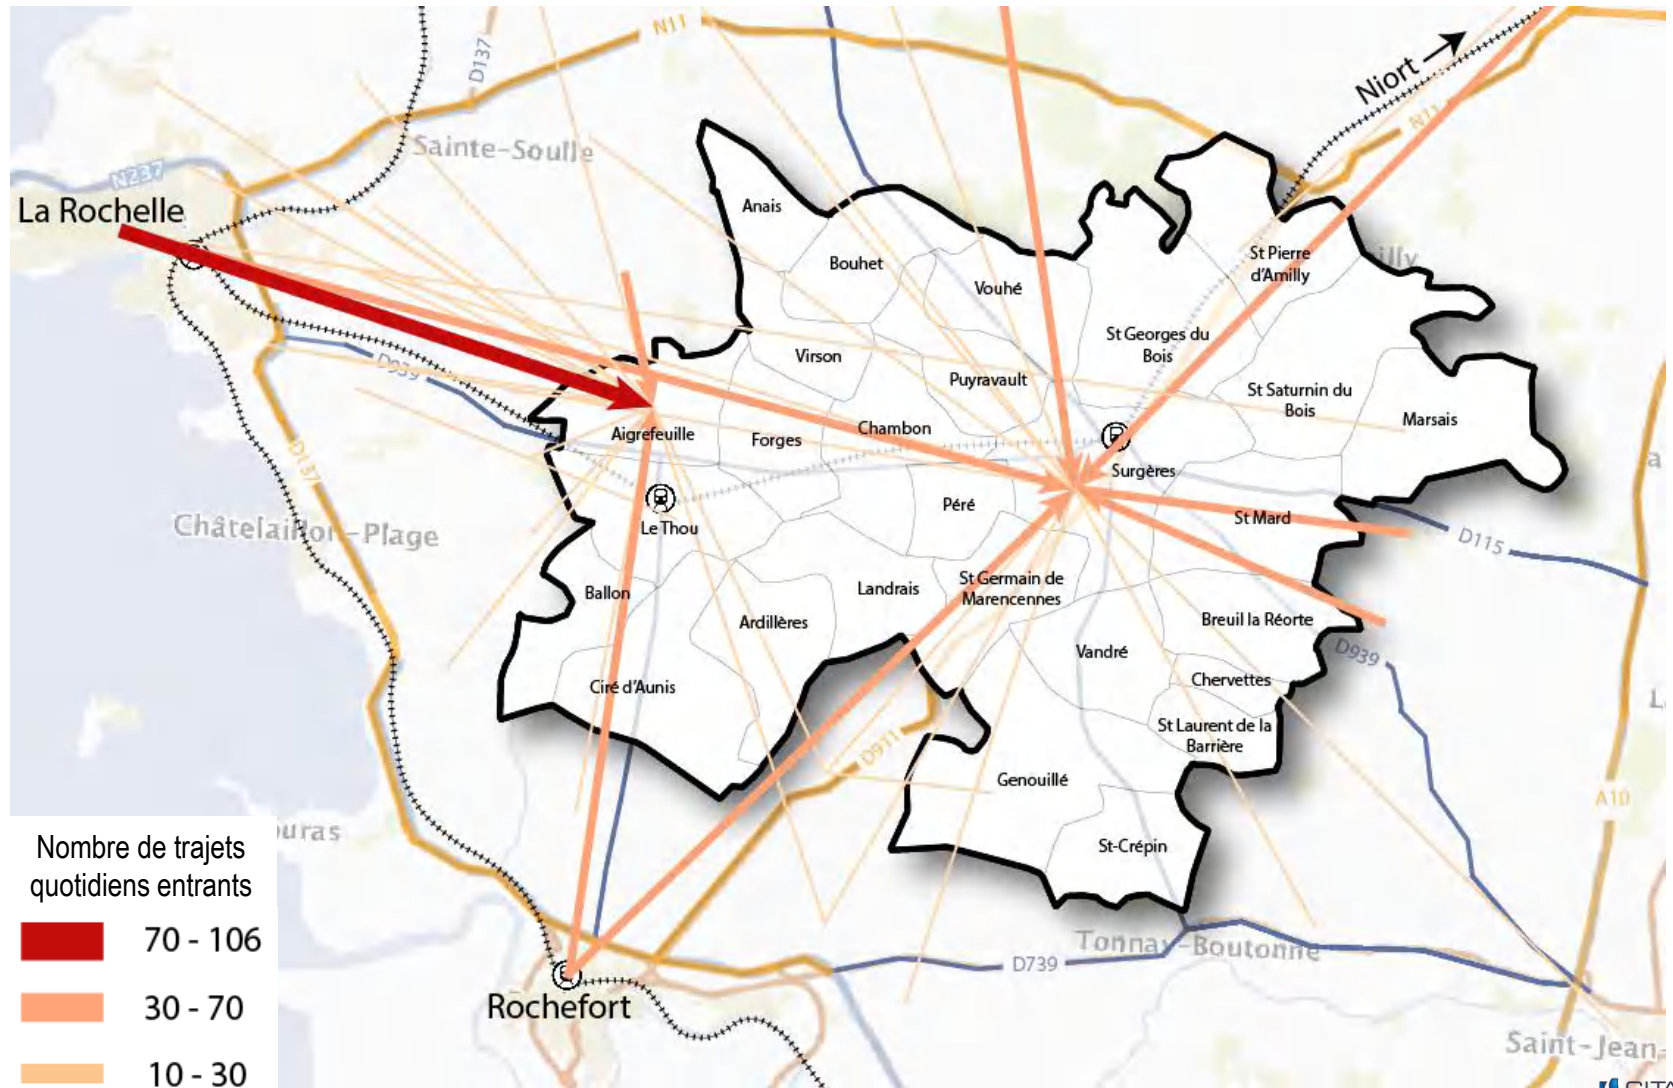 N11
D137
Niort
N11
Sainte-Soulle
N237
La Rochelle
Anais
Bouhet
Vouhé
St Pierre
d'Amilly
illy
St Georges du
Bois
Virson
Puyravault
D939
St Saturnin du
Bois
Marsais
Chambon
Aigrefeuille
Forges
D137
Surgères
Péré
St Mard
Châtelaillon-Plage
Le Thou
D115
St Germain de
Marencennes
Ballon
Landrais
Ardillères
Breuil la Réorte
Vandré
D939
Chervettes
Ciré d'Aunis
St Laurent de la
Barrière
D911
Genouillé
A10
ouras
St-Crépin
Nombre de trajets
quotidiens entrants
70 - 106
30 - 70
10 - 30
Tonnay-Boutonne
D739
Rochefort
Saint-Jean-